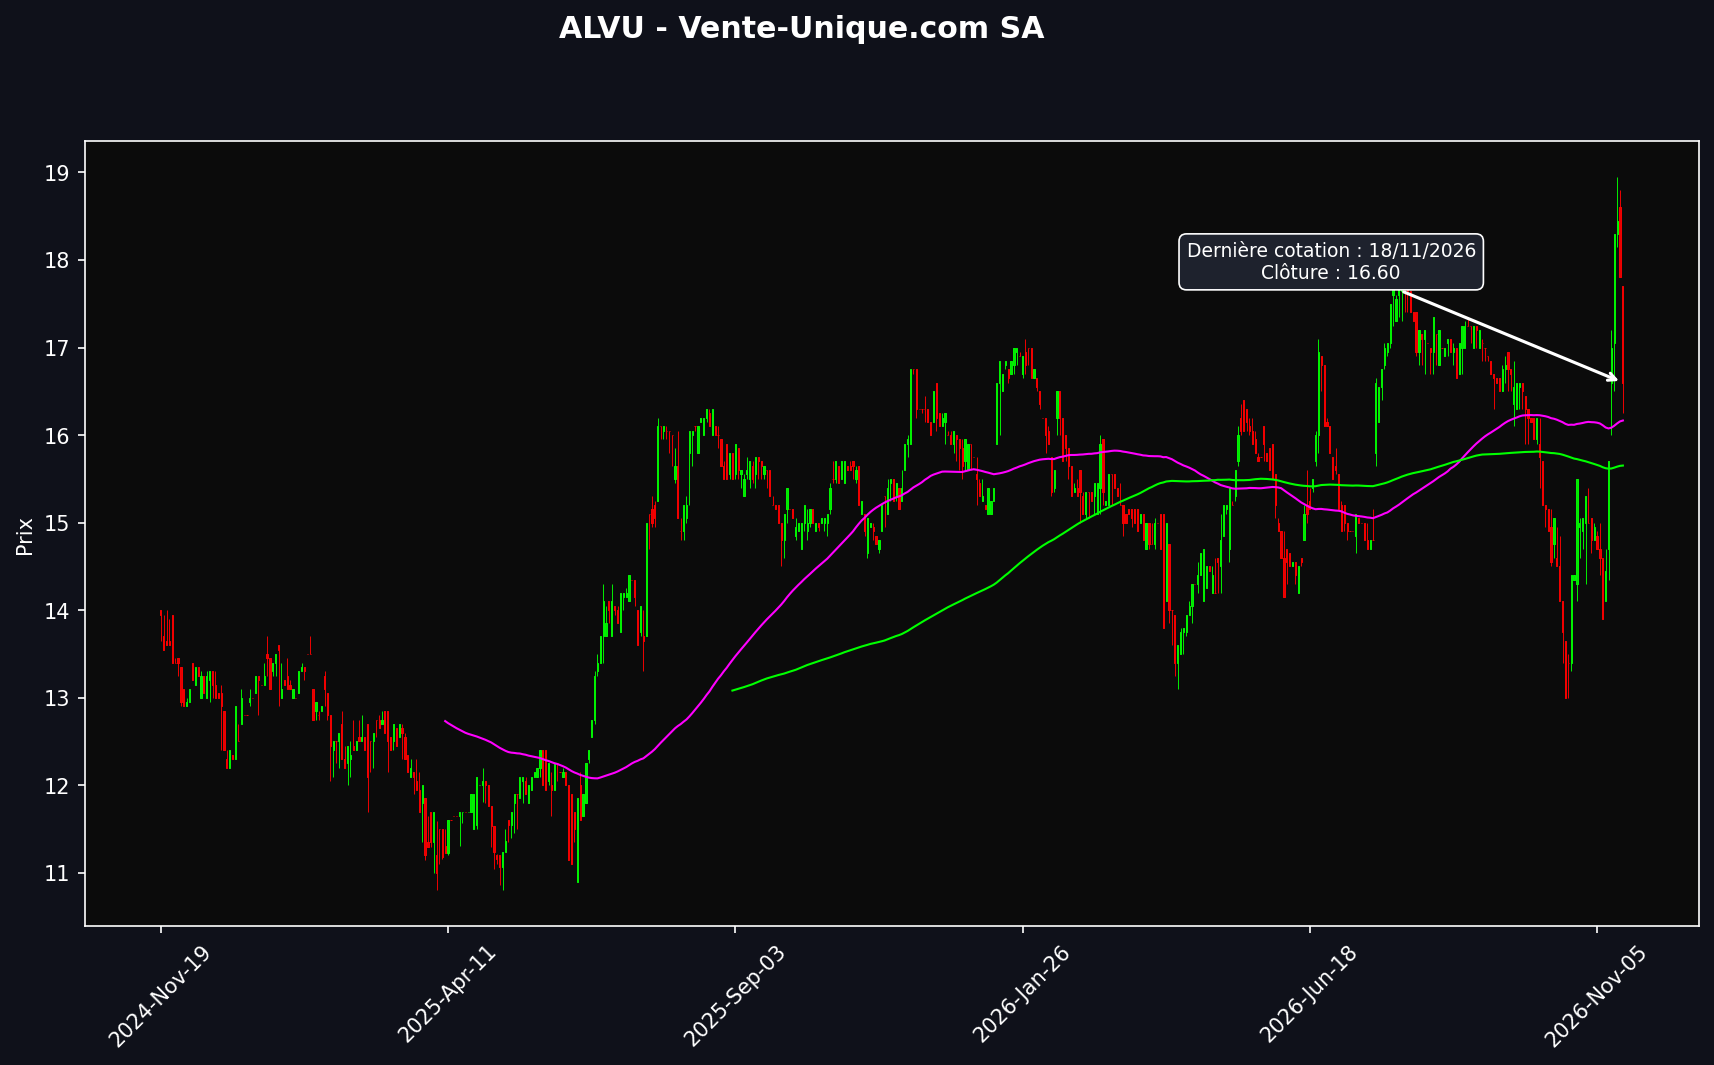 ALVU - Vente-Unique.com SA
19
18
17
16
15
14
13
12
11
Prix
Dernière cotation : 18/11/2026
Clôture : 16.60
2024-Nov-19
2025-Apr-11
2025-Sep-03
2026-Jan-26
2026-Jun-18
2026-Nov-05